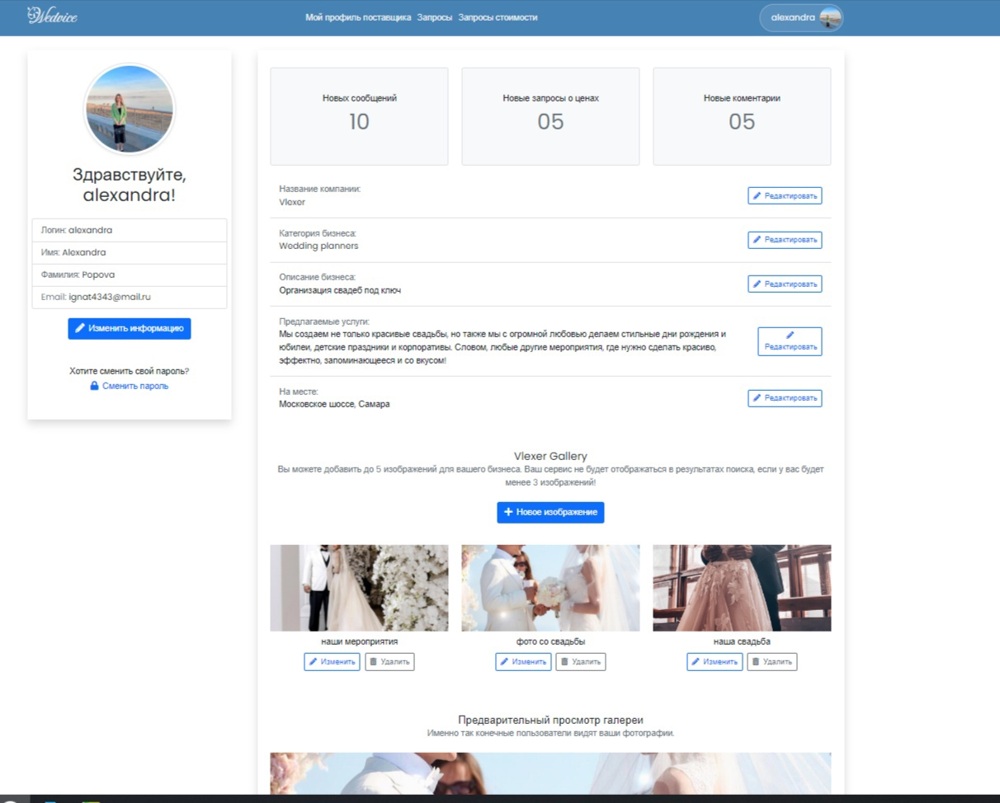 Wedvice
Мой профиль поставщика Запросы Запросы стоимости
alexandra
Здравствуйте,
alexandra!
Логин: alexandra
Имя: Alexandra
Фамилия: Popova
Email: ignat4343@mail.ru
Изменить информацию
Хотите сменить свой пароль?
Сменить пароль
Новых сообщений
10
Новые запросы о ценах
05
Новые коментарии
05
Название компании:
Vlexer
Редактировать
Категория бизнеса:
Wedding planners
Редактировать
Описание бизнеса:
Организация свадеб под ключ
Редактировать
Предлагаемые услуги:
Мы создаем не только красивые свадьбы, но также мы с огромной любовью делаем стильные дни рождения и
юбилеи, детские праздники и корпоративы. Словом, любые другие мероприятия, где нужно сделать красиво,
эффектно, запоминающееся и со вкусом!
Редактировать
На месте:
Московское шоссе, Самара
Редактировать
Vlexer Gallery
Вы можете добавить до 5 изображений для вашего бизнеса. Ваш сервис не будет отображаться в результатах поиска, если у вас будет
менее 3 изображений!
Новое изображение
наши мероприятия
Изменить Удалить
фото со свадьбы
Изменить Удалить
наша свадьба
Изменить Удалить
Предварительный просмотр галереи
Именно так конечные пользователи видят ваши фотографии.